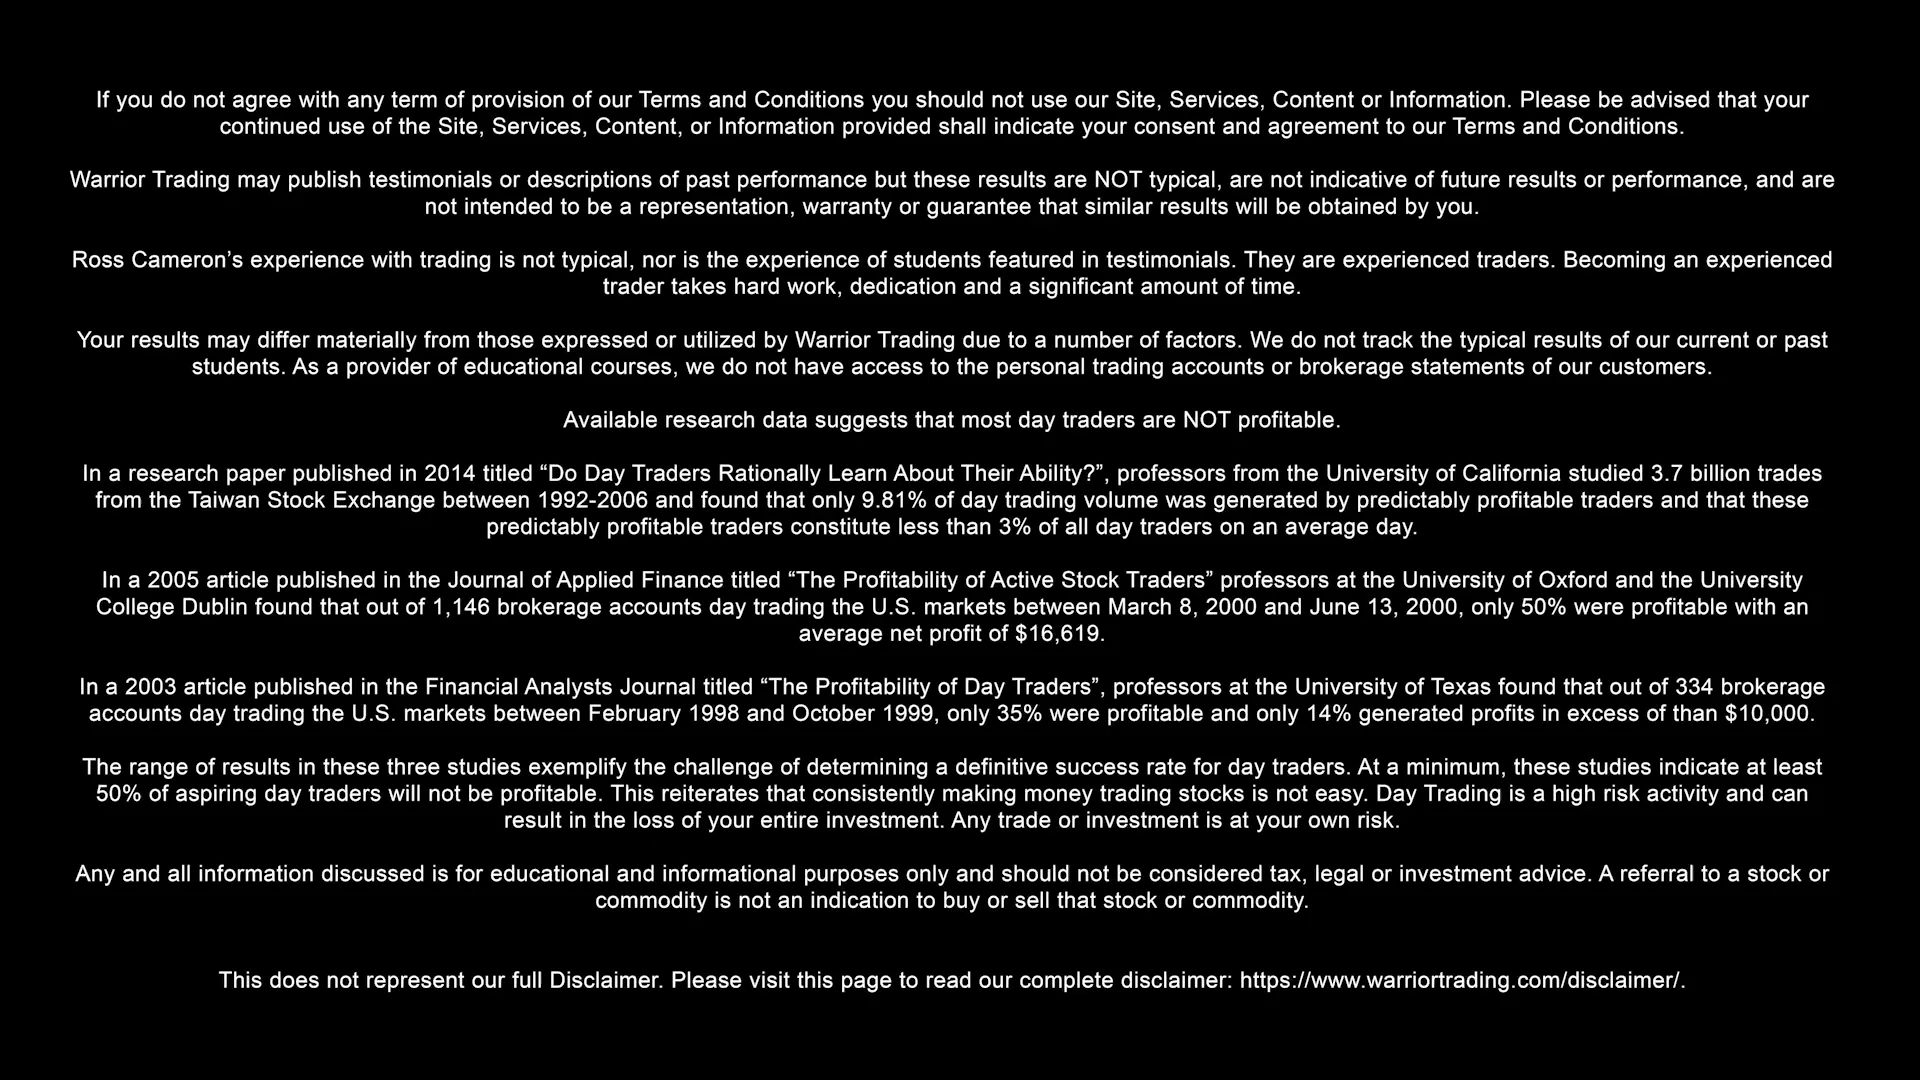 If you do not agree with any term of provision of our Terms and Conditions you should not use our Site, Services, Content or Information. Please be advised that your
continued use of the Site, Services, Content, or Information provided shall indicate your consent and agreement to our Terms and Conditions.
Warrior Trading may publish testimonials or descriptions of past performance but these results are NOT typical, are not indicative of future results or performance, and are
not intended to be a representation, warranty or guarantee that similar results will be obtained by you.
Ross Cameron’s experience with trading is not typical, nor is the experience of students featured in testimonials. They are experienced traders. Becoming an experienced
trader takes hard work, dedication and a significant amount of time.
Your results may differ materially from those expressed or utilized by Warrior Trading due to a number of factors. We do not track the typical results of our current or past
students. As a provider of educational courses, we do not have access to the personal trading accounts or brokerage statements of our customers.
Available research data suggests that most day traders are NOT profitable.
In a research paper published in 2014 titled “Do Day Traders Rationally Learn About Their Ability?”, professors from the University of California studied 3.7 billion trades
from the Taiwan Stock Exchange between 1992-2006 and found that only 9.81% of day trading volume was generated by predictably profitable traders and that these
predictably profitable traders constitute less than 3% of all day traders on an average day.
In a 2005 article published in the Journal of Applied Finance titled “The Profitability of Active Stock Traders” professors at the University of Oxford and the University
College Dublin found that out of 1,146 brokerage accounts day trading the U.S. markets between March 8, 2000 and June 13, 2000, only 50% were profitable with an
average net profit of $16,619.
In a 2003 article published in the Financial Analysts Journal titled “The Profitability of Day Traders”, professors at the University of Texas found that out of 334 brokerage
accounts day trading the U.S. markets between February 1998 and October 1999, only 35% were profitable and only 14% generated profits in excess of than $10,000.
The range of results in these three studies exemplify the challenge of determining a definitive success rate for day traders. At a minimum, these studies indicate at least
50% of aspiring day traders will not be profitable. This reiterates that consistently making money trading stocks is not easy. Day Trading is a high risk activity and can
result in the loss of your entire investment. Any trade or investment is at your own risk.
Any and all information discussed is for educational and informational purposes only and should not be considered tax, legal or investment advice. A referral to a stock or
commodity is not an indication to buy or sell that stock or commodity.
This does not represent our full Disclaimer. Please visit this page to read our complete disclaimer: https://www.warriortrading.com/disclaimer/.